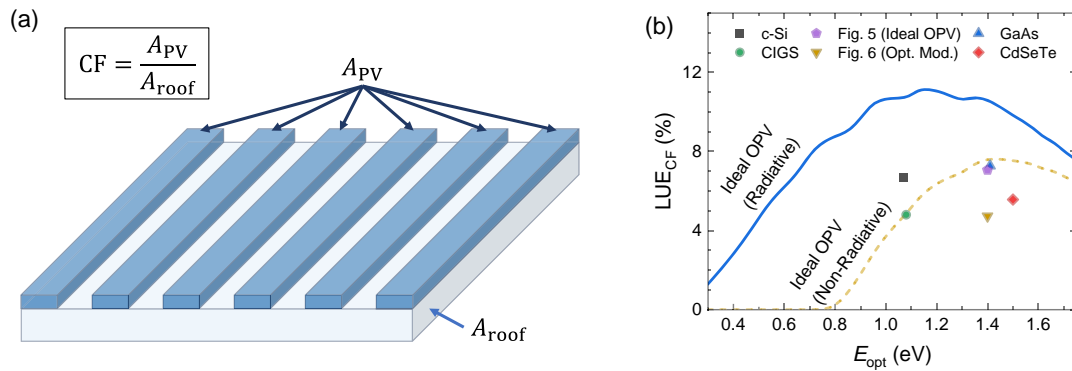 (a)
CF = A_PV / A_roof
A_PV
A_roof
(b)
c-Si
Fig. 5 (Ideal OPV)
GaAs
CIGS
Fig. 6 (Opt. Mod.)
CdSeTe
12
8
4
0
LUE_CF (%)
Ideal OPV
(Radiative)
Ideal OPV
(Non-Radiative)
0.4 0.6 0.8 1.0 1.2 1.4 1.6
E_opt (eV)